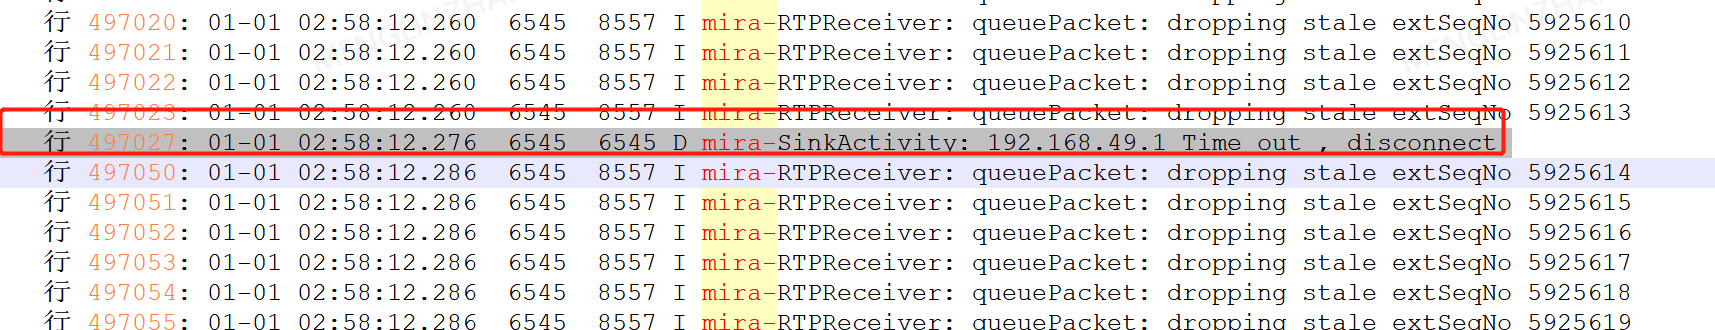 行 497020: 01-01 02:58:12.260 6545 8557 I mira-RTPReceiver: queuePacket: dropping stale extSeqNo 5925610
行 497021: 01-01 02:58:12.260 6545 8557 I mira-RTPReceiver: queuePacket: dropping stale extSeqNo 5925611
行 497022: 01-01 02:58:12.260 6545 8557 I mira-RTPReceiver: queuePacket: dropping stale extSeqNo 5925612
行 497023: 01-01 02:58:12.260 6545 8557 I mira-RTPReceiver: queuePacket: dropping stale extSeqNo 5925613
行 497027: 01-01 02:58:12.276 6545 6545 D mira-SinkActivity: 192.168.49.1 Time out , disconnect
行 497050: 01-01 02:58:12.286 6545 8557 I mira-RTPReceiver: queuePacket: dropping stale extSeqNo 5925614
行 497051: 01-01 02:58:12.286 6545 8557 I mira-RTPReceiver: queuePacket: dropping stale extSeqNo 5925615
行 497052: 01-01 02:58:12.286 6545 8557 I mira-RTPReceiver: queuePacket: dropping stale extSeqNo 5925616
行 497053: 01-01 02:58:12.286 6545 8557 I mira-RTPReceiver: queuePacket: dropping stale extSeqNo 5925617
行 497054: 01-01 02:58:12.286 6545 8557 I mira-RTPReceiver: queuePacket: dropping stale extSeqNo 5925618
行 497055: 01-01 02:58:12.286 6545 8557 I mira-RTPReceiver: queuePacket: dropping stale extSeqNo 5925619